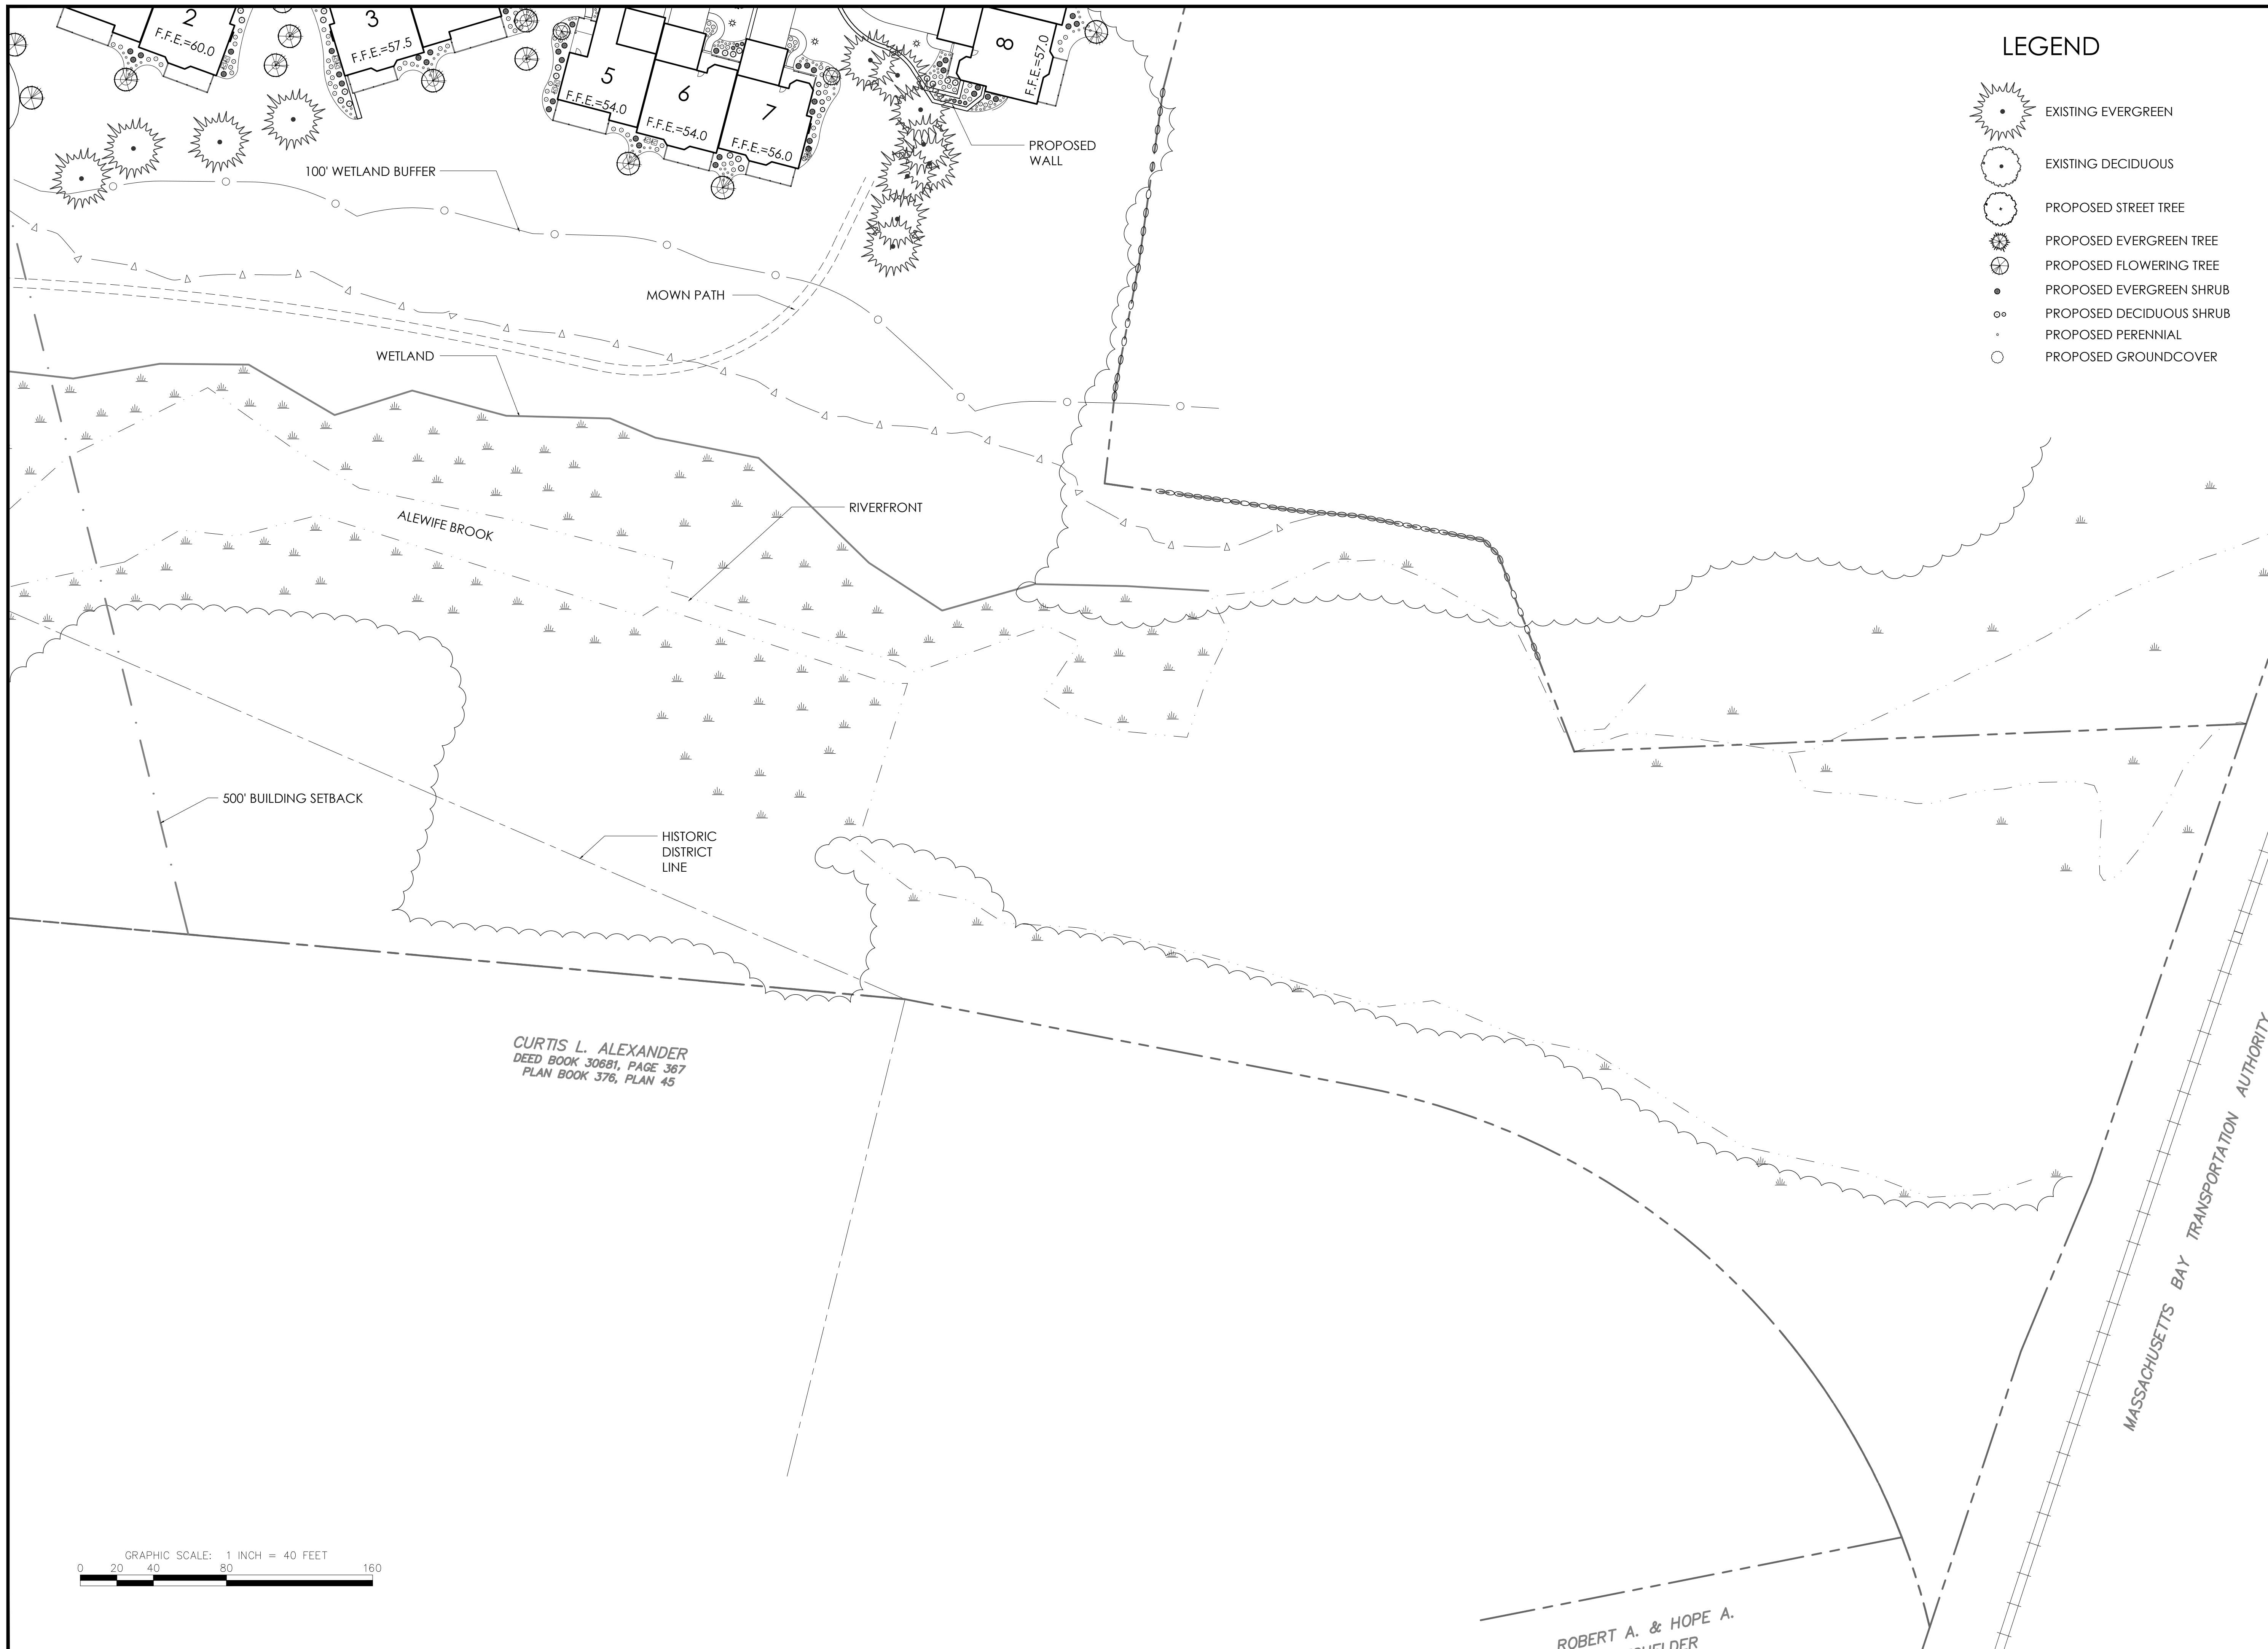 2
F.F.E.=60.0
3
F.F.E.=57.5
5
F.F.E.=54.0
6
F.F.E.=54.0
7
F.F.E.=56.0
8
F.F.E.=57.0
LEGEND
EXISTING EVERGREEN
EXISTING DECIDUOUS
PROPOSED STREET TREE
PROPOSED EVERGREEN TREE
PROPOSED FLOWERING TREE
PROPOSED EVERGREEN SHRUB
PROPOSED DECIDUOUS SHRUB
PROPOSED PERENNIAL
PROPOSED GROUNDCOVER
PROPOSED
WALL
100' WETLAND BUFFER
MOWN PATH
WETLAND
RIVERFRONT
ALEWIFE BROOK
500' BUILDING SETBACK
HISTORIC
DISTRICT
LINE
CURTIS L. ALEXANDER
DEED BOOK 30681, PAGE 367
PLAN BOOK 376, PLAN 45
MASSACHUSETTS BAY TRANSPORTATION AUTHORITY
GRAPHIC SCALE: 1 INCH = 40 FEET
0 20 40 80 160
ROBERT A. & HOPE A.